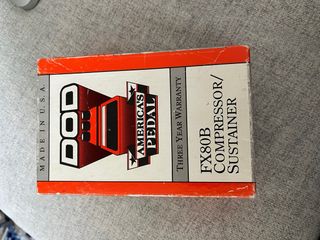 MADE IN U.S.A.
DOD
AMERICA'S
PEDAL
THREE YEAR WARRANTY
FX80B
COMPRESSOR/
SUSTAINER